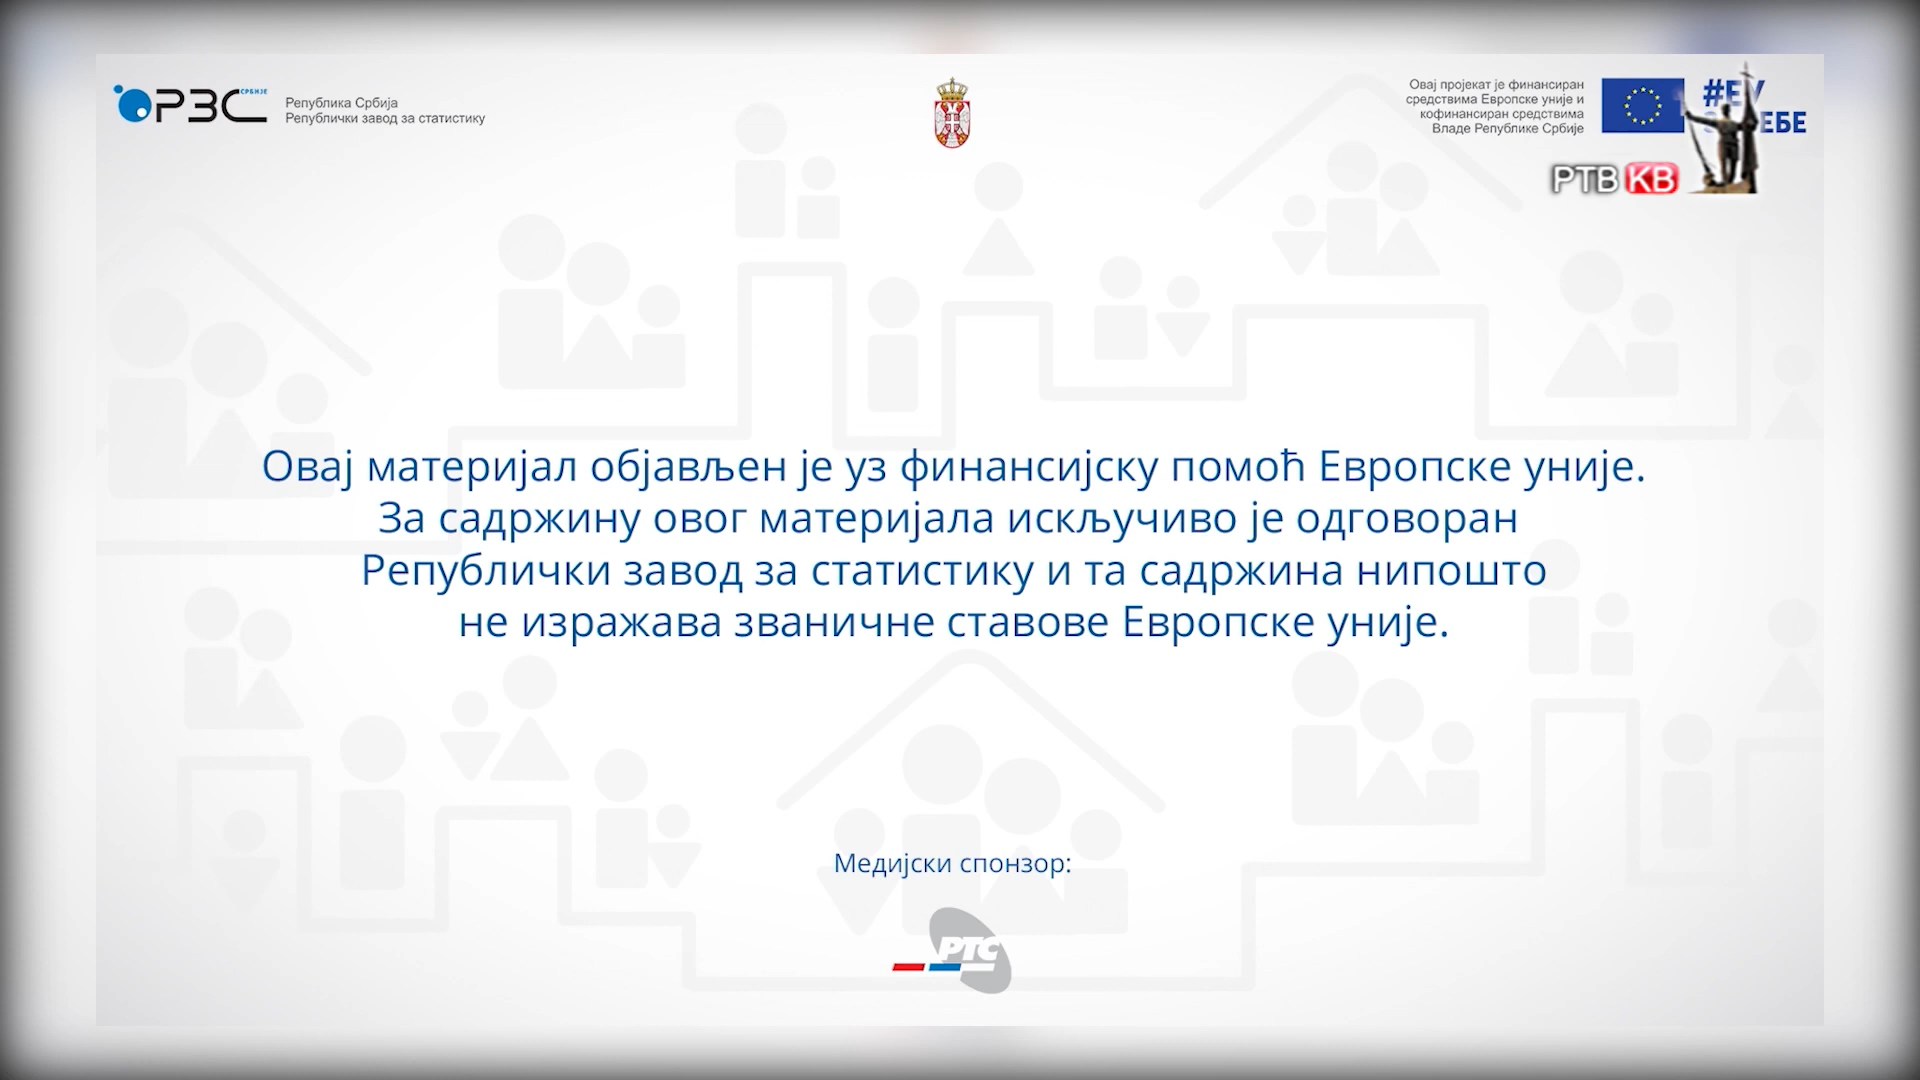 РЗС СРБИЈЕ
Република Србија
Републички завод за статистику
Овај пројекат је финансиран
средствима Европске уније и
кофинансиран средствима
Владе Републике Србије
РТВ КВ
Овај материјал објављен је уз финансијску помоћ Европске уније.
За садржину овог материјала искључиво је одговоран
Републички завод за статистику и та садржина нипошто
не изражава званичне ставове Европске уније.
Медијски спонзор:
РТС